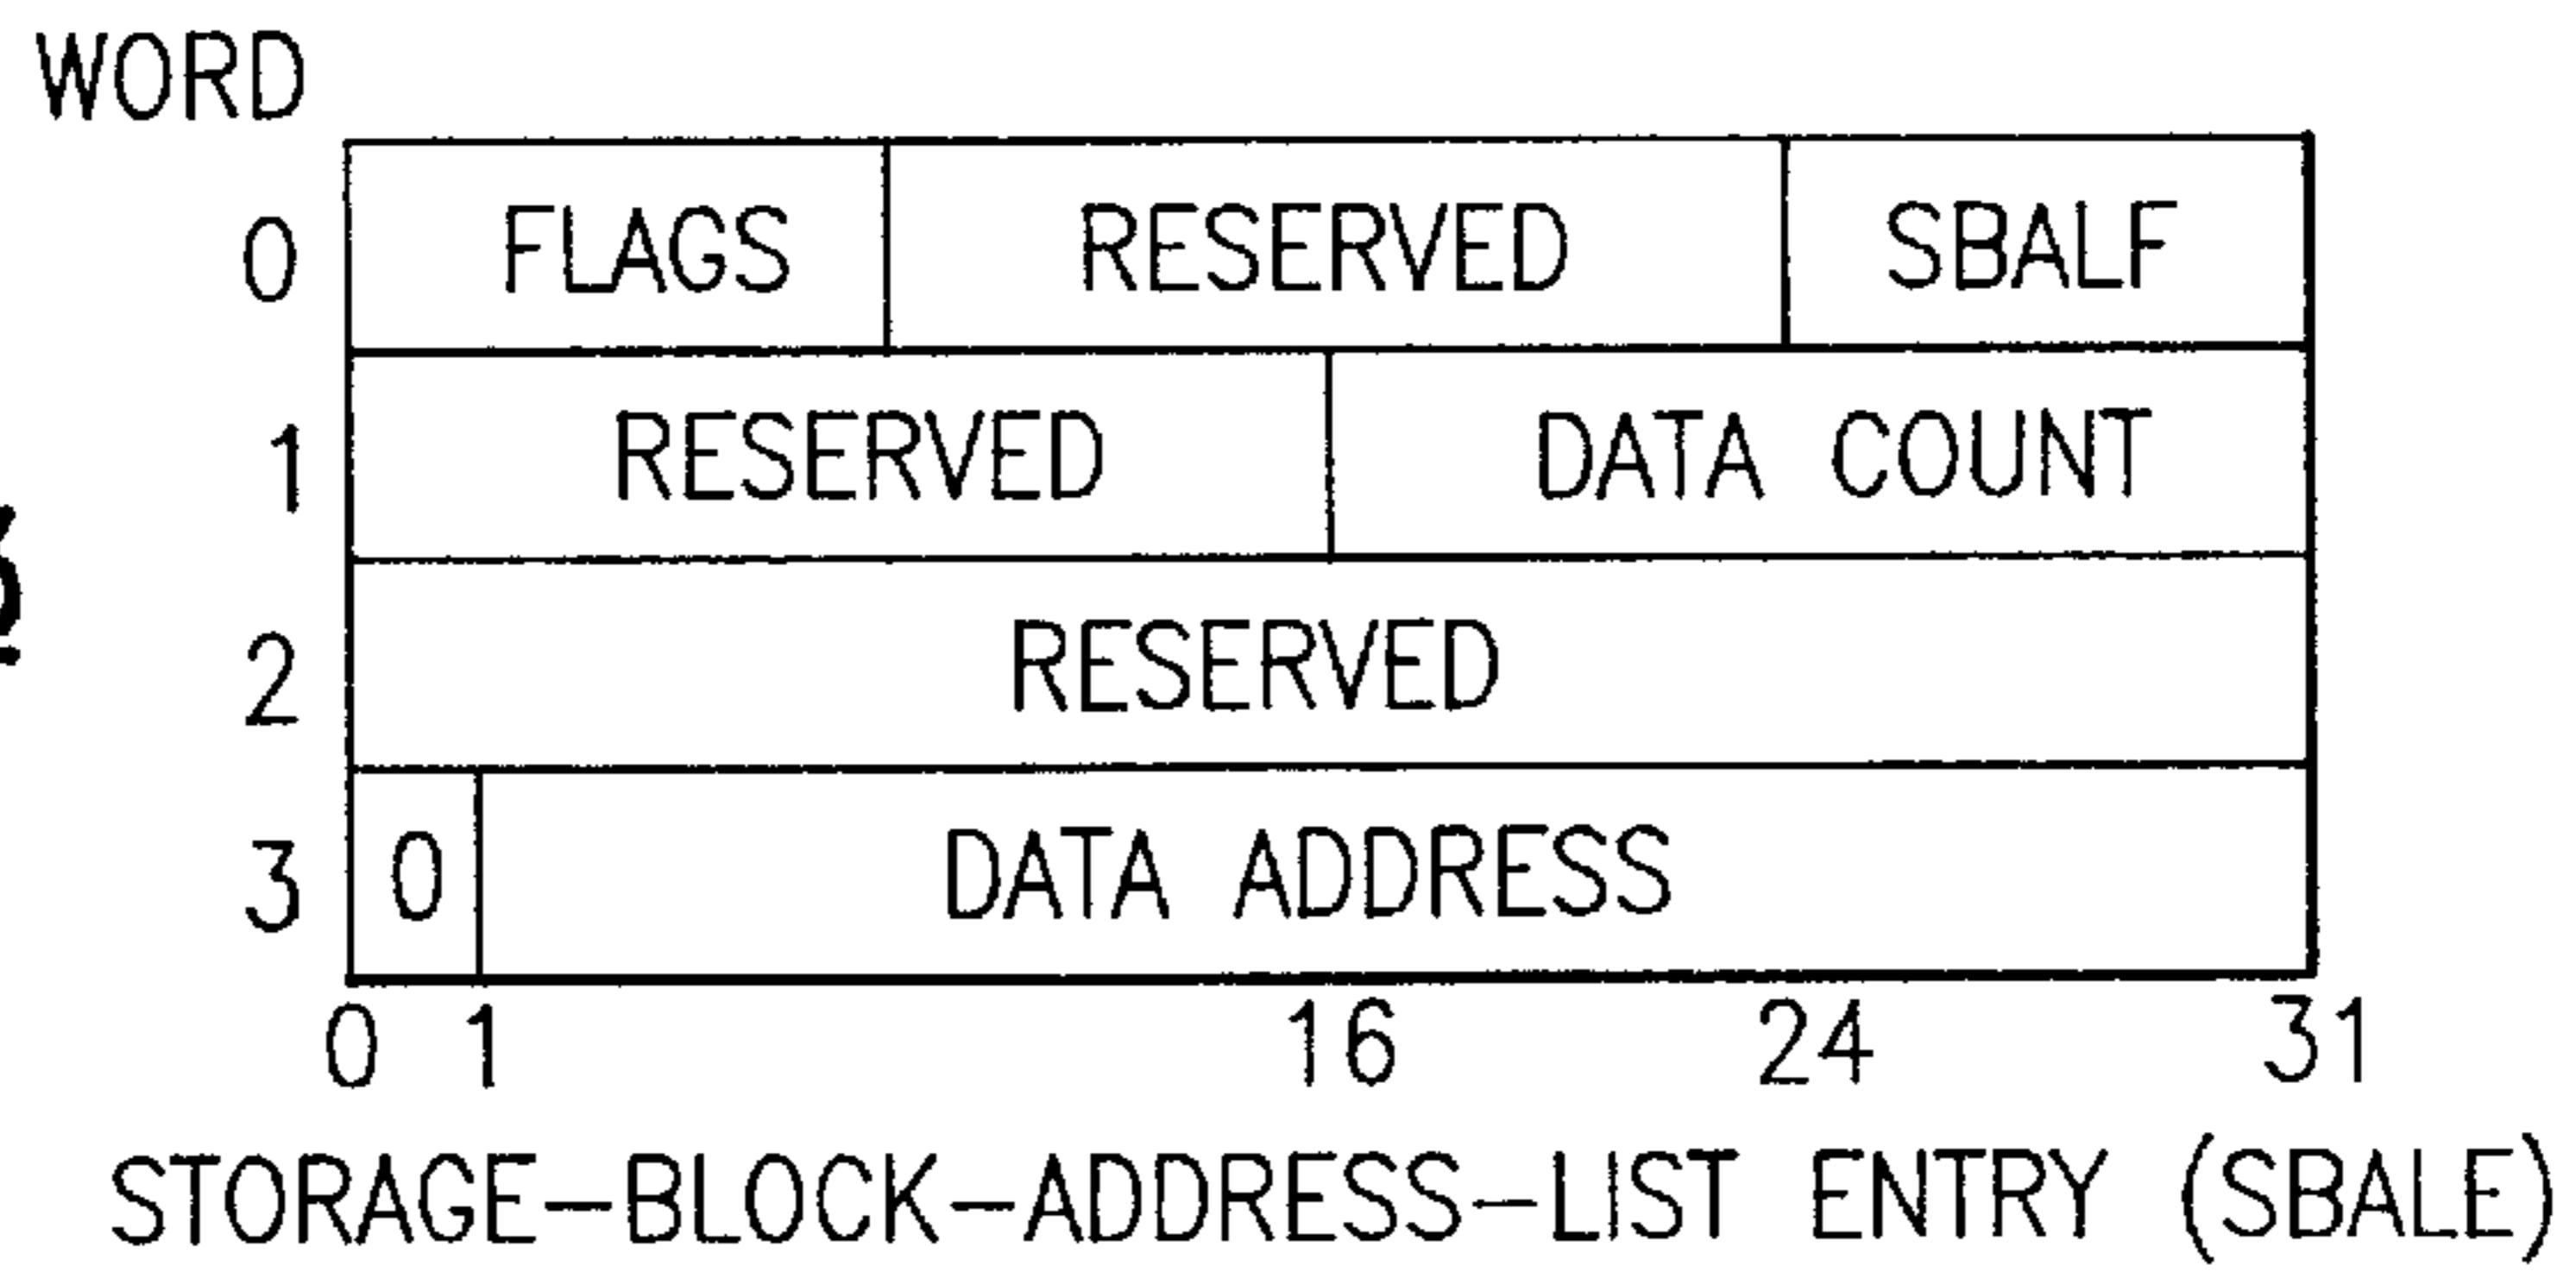 WORD
0 FLAGS RESERVED SBALF
1 RESERVED DATA COUNT
2 RESERVED
3 0 DATA ADDRESS
0 1 16 24 31
STORAGE-BLOCK-ADDRESS-LIST ENTRY (SBALE)